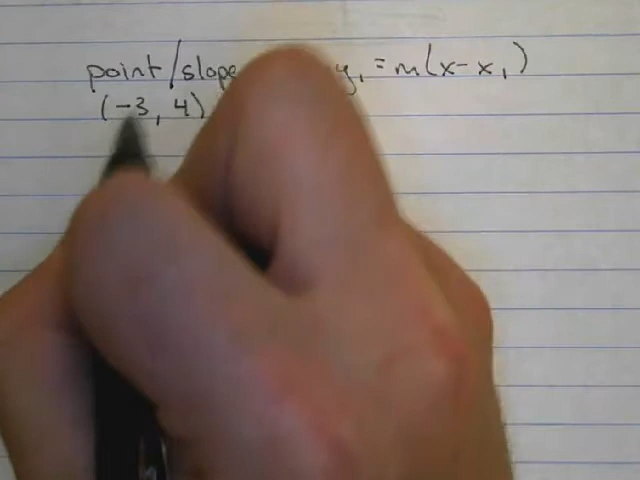 point/slope y₁ = m(x-x₁)
(-3, 4)